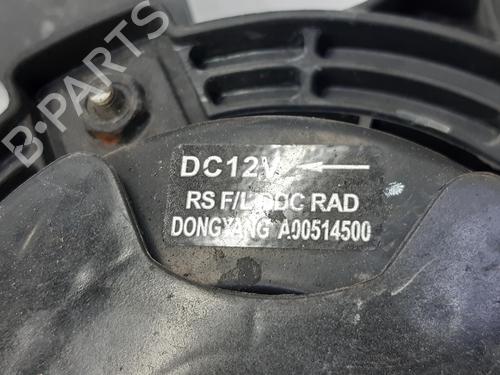 DC12V ←
RS F/L DDC RAD
DONGYANG A00514500
B-PARTS